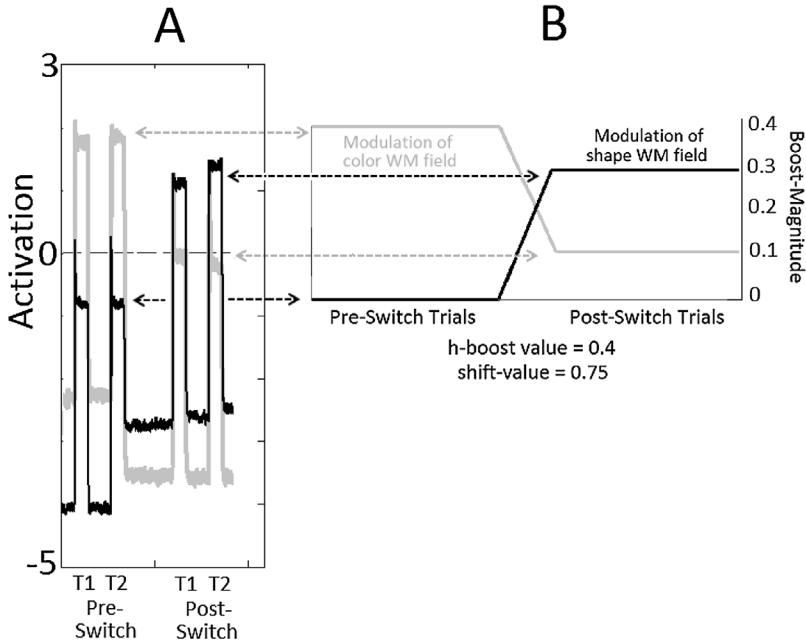 A
B
3
0
-5
Activation
T1 T2
Pre-
Switch
T1 T2
Post-
Switch
Modulation of
color WM field
Modulation of
shape WM field
0.4
0.3
0.2
0.1
0
Boost-Magnitude
Pre-Switch Trials
Post-Switch Trials
h-boost value = 0.4
shift-value = 0.75